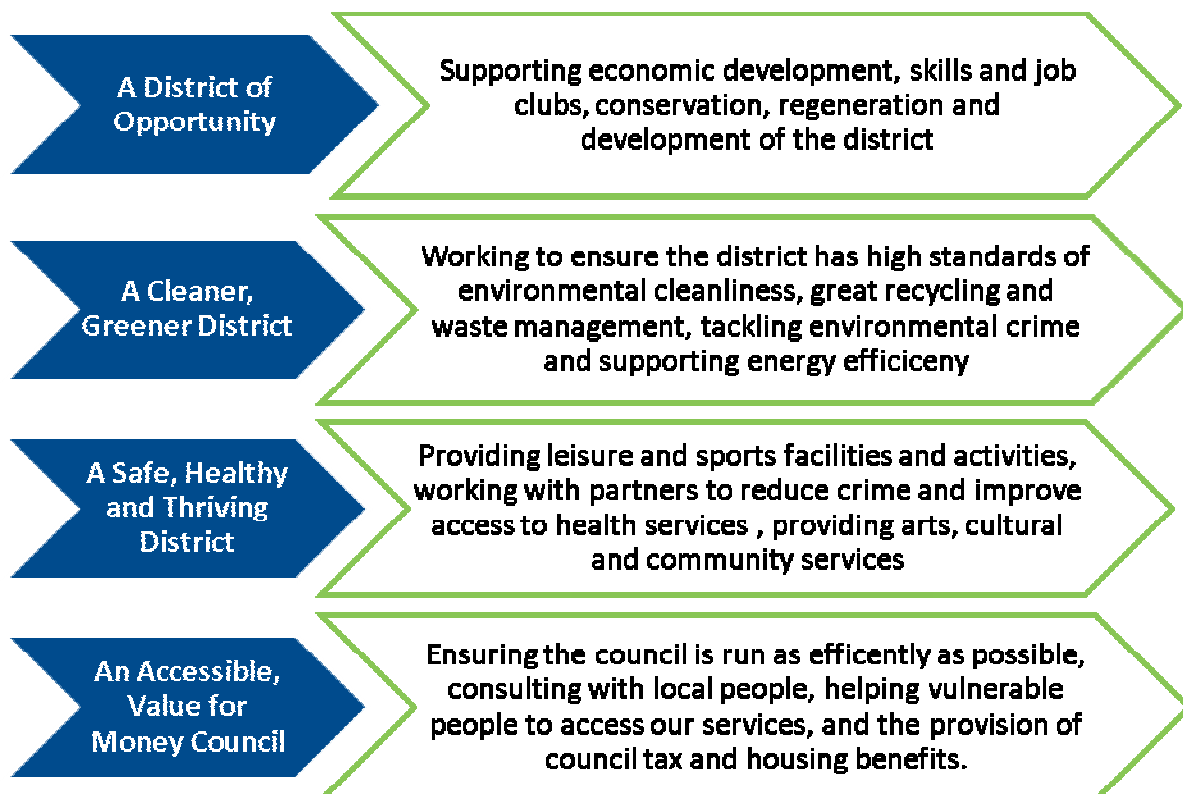 A District of
Opportunity
Supporting economic development, skills and job
clubs, conservation, regeneration and
development of the district
A Cleaner,
Greener District
Working to ensure the district has high standards of
environmental cleanliness, great recycling and
waste management, tackling environmental crime
and supporting energy efficiceny
A Safe, Healthy
and Thriving
District
Providing leisure and sports facilities and activities,
working with partners to reduce crime and improve
access to health services , providing arts, cultural
and community services
An Accessible,
Value for
Money Council
Ensuring the council is run as efficently as possible,
consulting with local people, helping vulnerable
people to access our services, and the provision of
council tax and housing benefits.